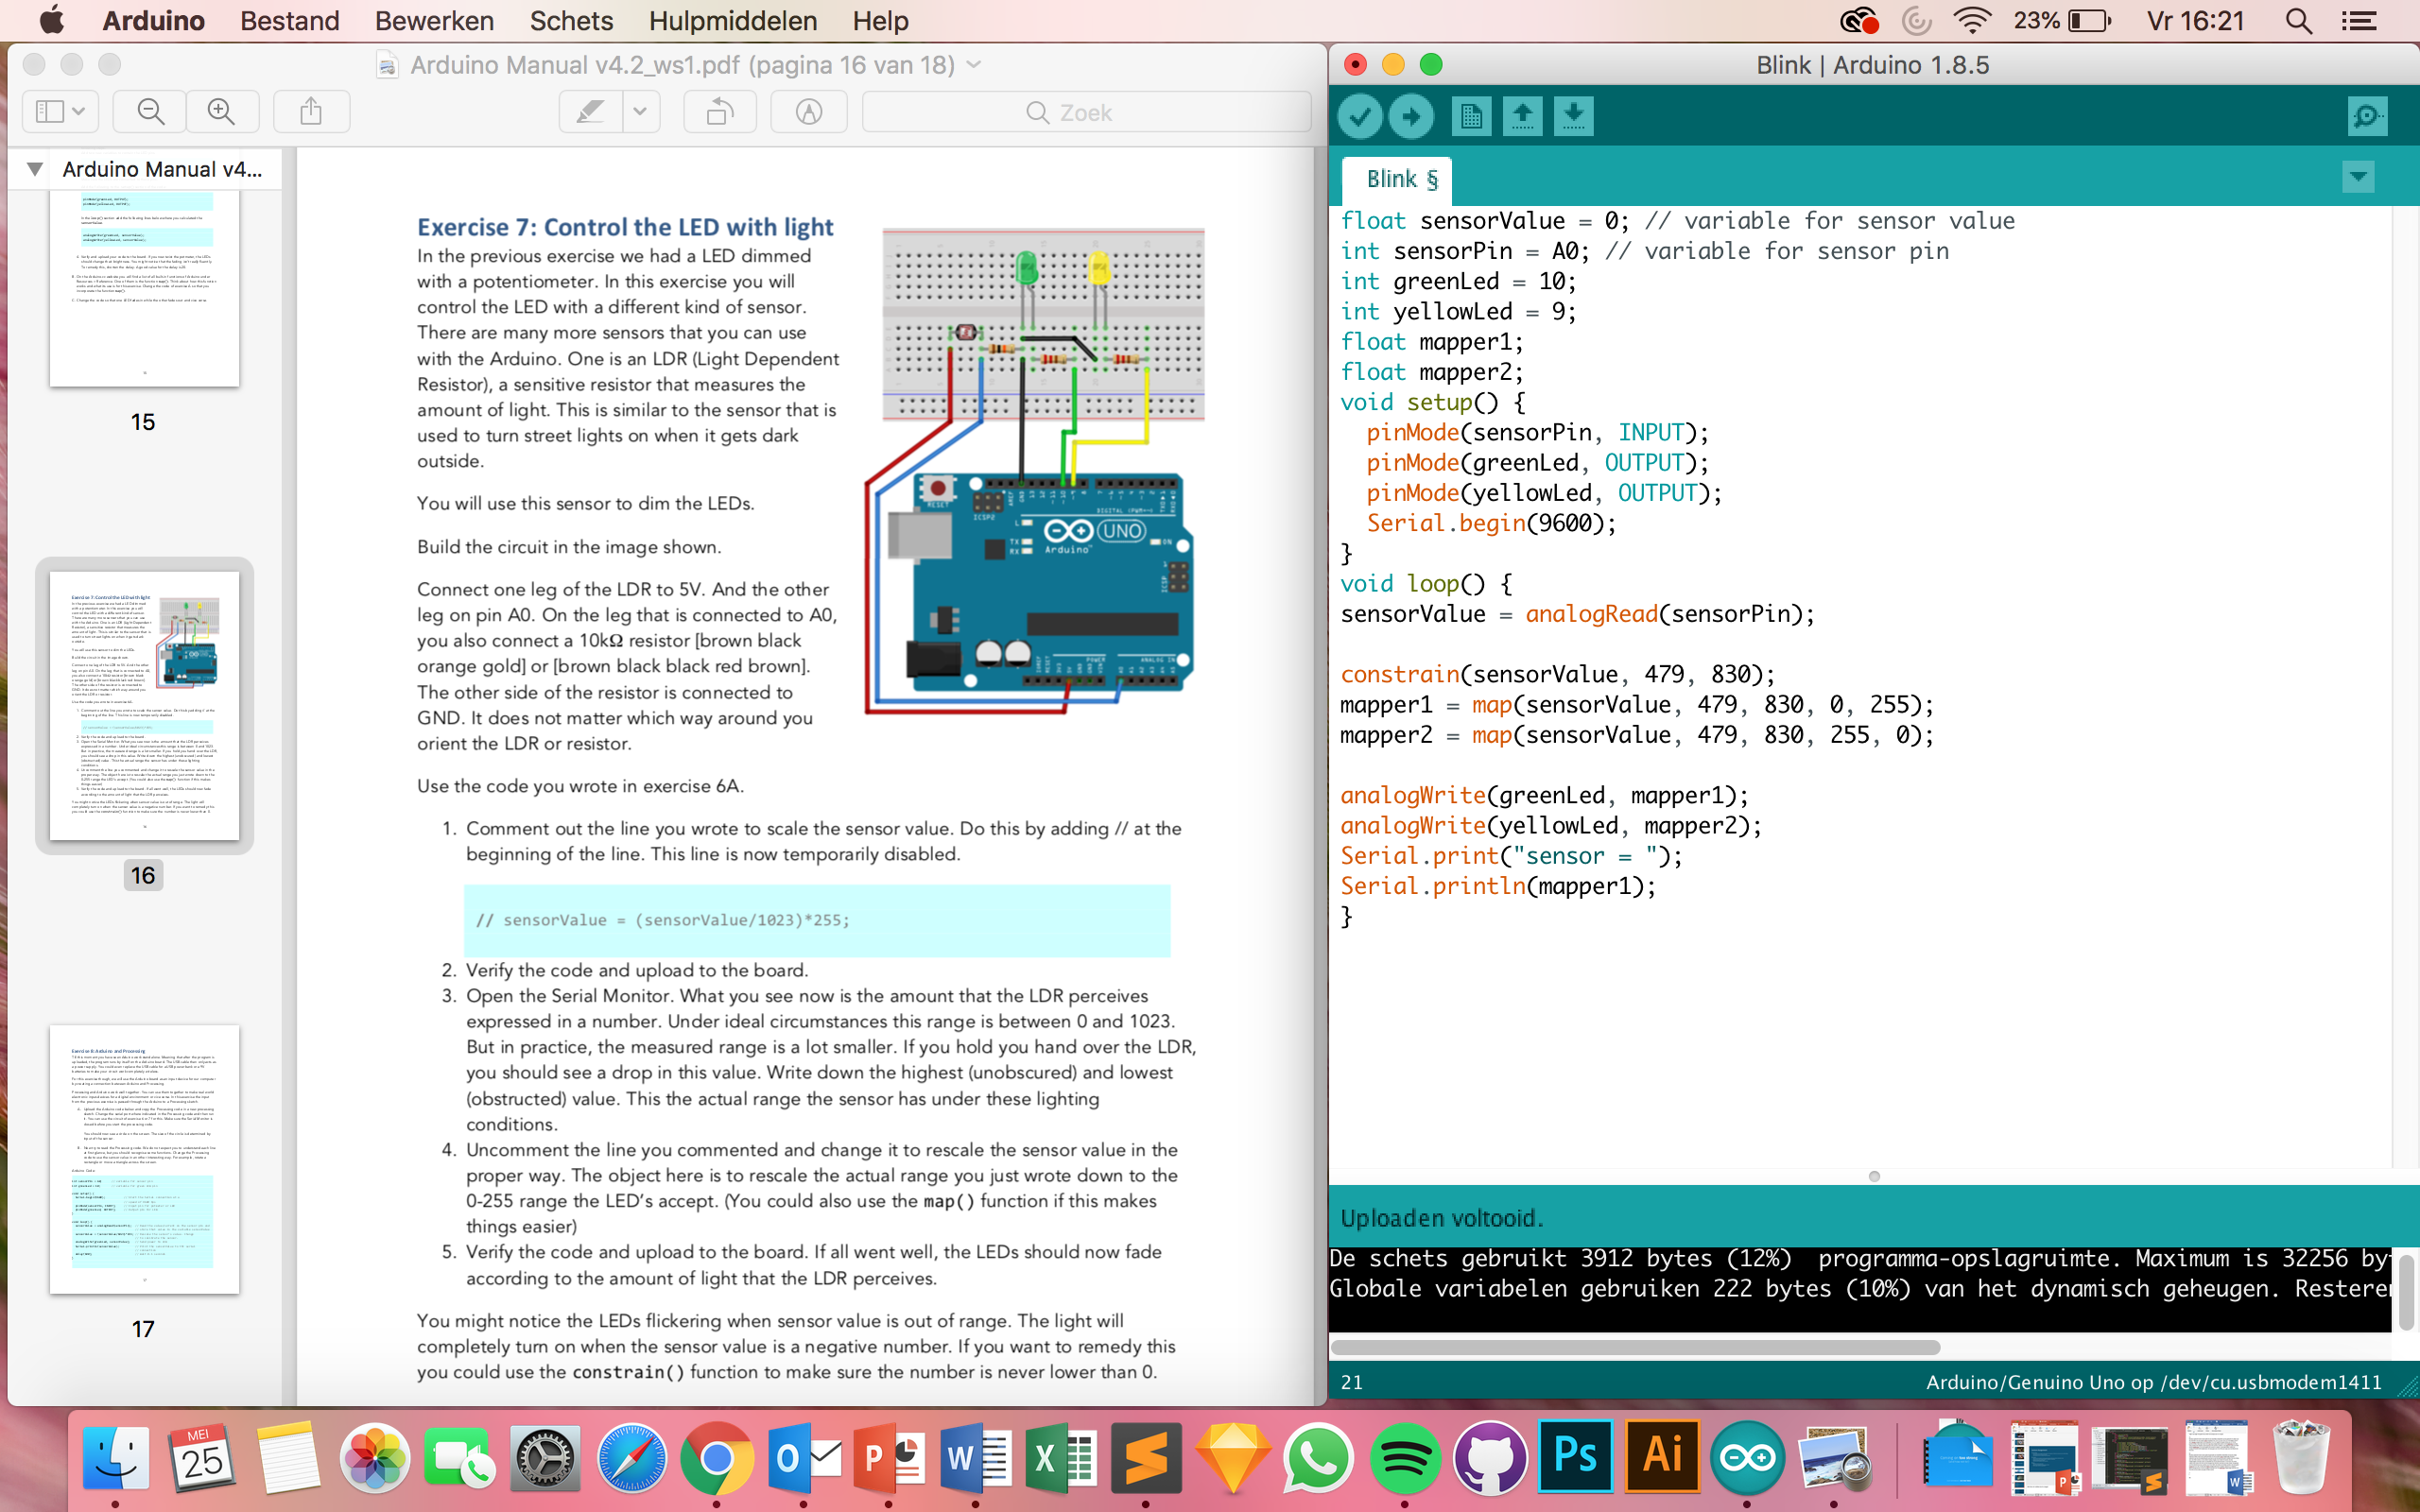 Arduino Bestand Bewerken Schets Hulpmiddelen Help 23% Vr 16:21
Arduino Manual v4.2_ws1.pdf (pagina 16 van 18)
Zoek
Arduino Manual v4...
15
16
17
Exercise 7: Control the LED with light
In the previous exercise we had a LED dimmed
with a potentiometer. In this exercise you will
control the LED with a different kind of sensor.
There are many more sensors that you can use
with the Arduino. One is an LDR (Light Dependent
Resistor), a sensitive resistor that measures the
amount of light. This is similar to the sensor that is
used to turn street lights on when it gets dark
outside.
You will use this sensor to dim the LEDs.
Build the circuit in the image shown.
Connect one leg of the LDR to 5V. And the other
leg on pin A0. On the leg that is connected to A0,
you also connect a 10kΩ resistor [brown black
orange gold] or [brown black black red brown].
The other side of the resistor is connected to
GND. It does not matter which way around you
orient the LDR or resistor.
RESET
ICSP2
DIGITAL (PWM~)
L
TX
RX
UNO
ON
Arduino
ICSP
POWER
ANALOG IN
Use the code you wrote in exercise 6A.
1. Comment out the line you wrote to scale the sensor value. Do this by adding // at the
beginning of the line. This line is now temporarily disabled.
// sensorValue = (sensorValue/1023)*255;
2. Verify the code and upload to the board.
3. Open the Serial Monitor. What you see now is the amount that the LDR perceives
expressed in a number. Under ideal circumstances this range is between 0 and 1023.
But in practice, the measured range is a lot smaller. If you hold you hand over the LDR,
you should see a drop in this value. Write down the highest (unobscured) and lowest
(obstructed) value. This the actual range the sensor has under these lighting
conditions.
4. Uncomment the line you commented and change it to rescale the sensor value in the
proper way. The object here is to rescale the actual range you just wrote down to the
0-255 range the LED's accept. (You could also use the map() function if this makes
things easier)
5. Verify the code and upload to the board. If all went well, the LEDs should now fade
according to the amount of light that the LDR perceives.
You might notice the LEDs flickering when sensor value is out of range. The light will
completely turn on when the sensor value is a negative number. If you want to remedy this
you could use the constrain() function to make sure the number is never lower than 0.
Blink | Arduino 1.8.5
Blink §
float sensorValue = 0; // variable for sensor value
int sensorPin = A0; // variable for sensor pin
int greenLed = 10;
int yellowLed = 9;
float mapper1;
float mapper2;
void setup() {
pinMode(sensorPin, INPUT);
pinMode(greenLed, OUTPUT);
pinMode(yellowLed, OUTPUT);
Serial.begin(9600);
}
void loop() {
sensorValue = analogRead(sensorPin);
constrain(sensorValue, 479, 830);
mapper1 = map(sensorValue, 479, 830, 0, 255);
mapper2 = map(sensorValue, 479, 830, 255, 0);
analogWrite(greenLed, mapper1);
analogWrite(yellowLed, mapper2);
Serial.print("sensor = ");
Serial.println(mapper1);
}
Uploaden voltooid.
De schets gebruikt 3912 bytes (12%) programma-opslagruimte. Maximum is 32256 by
Globale variabelen gebruiken 222 bytes (10%) van het dynamisch geheugen. Restere
21 Arduino/Genuino Uno op /dev/cu.usbmodem1411
MEI
25
Ps
Ai